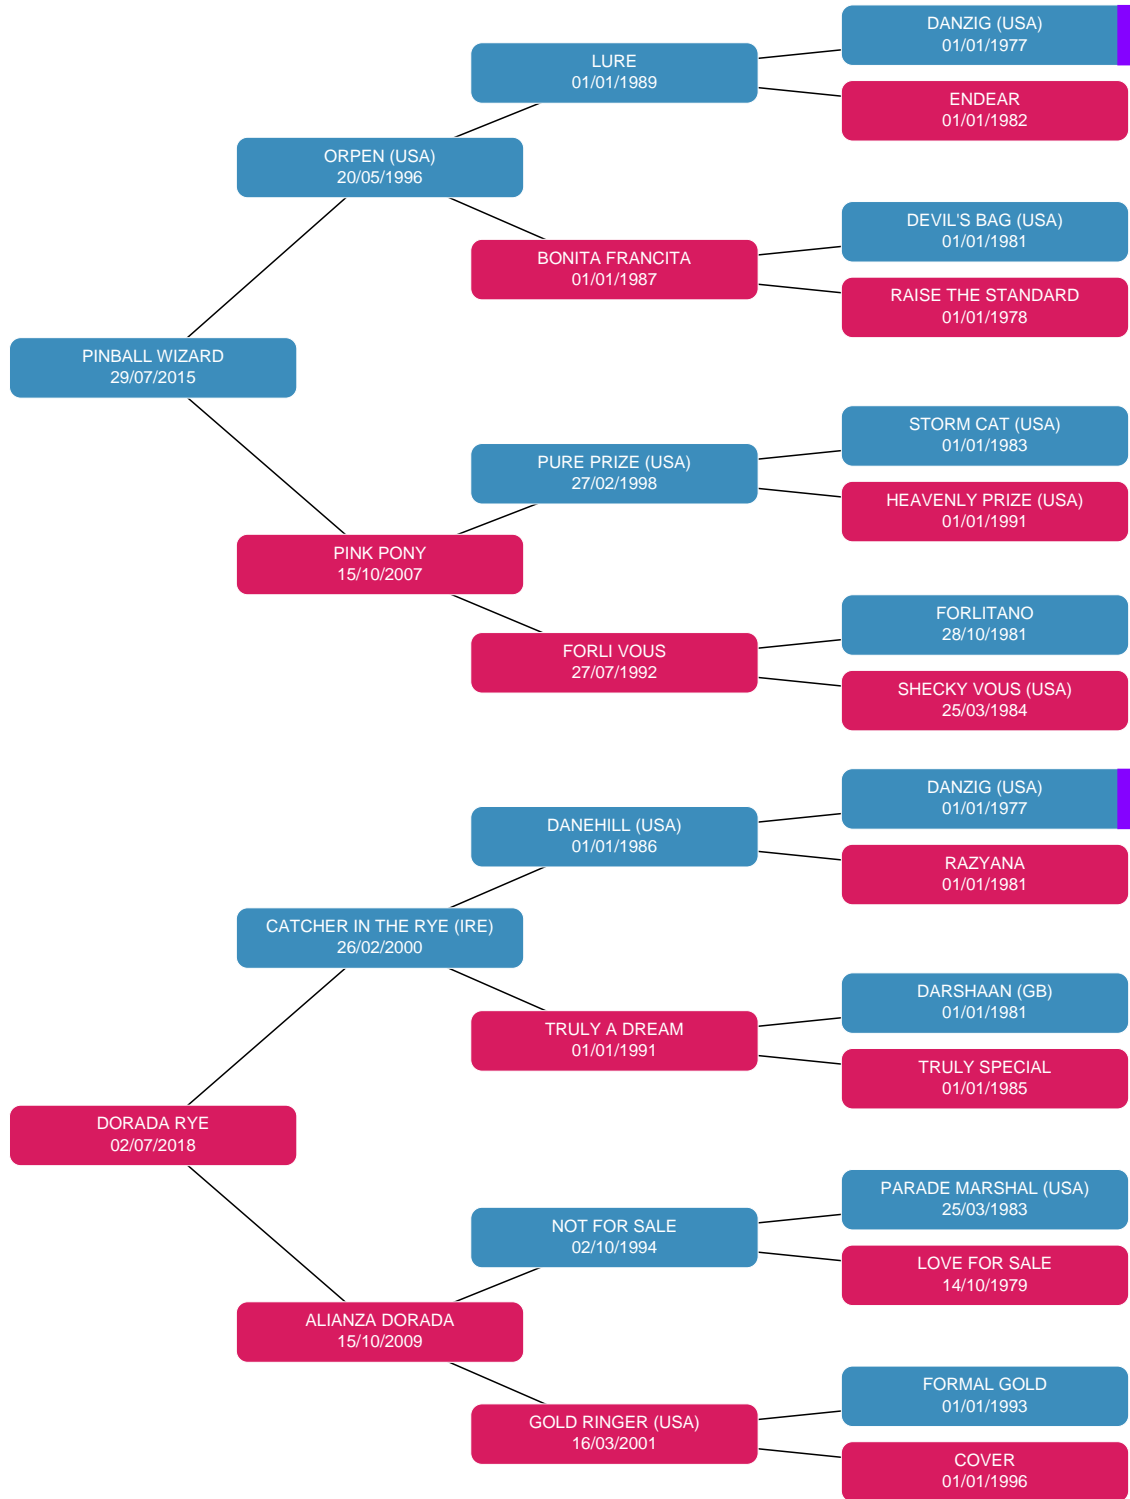 DANZIG (USA)
01/01/1977
LURE
01/01/1989
ENDEAR
01/01/1982
ORPEN (USA)
20/05/1996
DEVIL'S BAG (USA)
01/01/1981
BONITA FRANCITA
01/01/1987
RAISE THE STANDARD
01/01/1978
PINBALL WIZARD
29/07/2015
STORM CAT (USA)
01/01/1983
PURE PRIZE (USA)
27/02/1998
HEAVENLY PRIZE (USA)
01/01/1991
PINK PONY
15/10/2007
FORLITANO
28/10/1981
FORLI VOUS
27/07/1992
SHECKY VOUS (USA)
25/03/1984
DANZIG (USA)
01/01/1977
DANEHILL (USA)
01/01/1986
RAZYANA
01/01/1981
CATCHER IN THE RYE (IRE)
26/02/2000
DARSHAAN (GB)
01/01/1981
TRULY A DREAM
01/01/1991
TRULY SPECIAL
01/01/1985
DORADA RYE
02/07/2018
PARADE MARSHAL (USA)
25/03/1983
NOT FOR SALE
02/10/1994
LOVE FOR SALE
14/10/1979
ALIANZA DORADA
15/10/2009
FORMAL GOLD
01/01/1993
GOLD RINGER (USA)
16/03/2001
COVER
01/01/1996